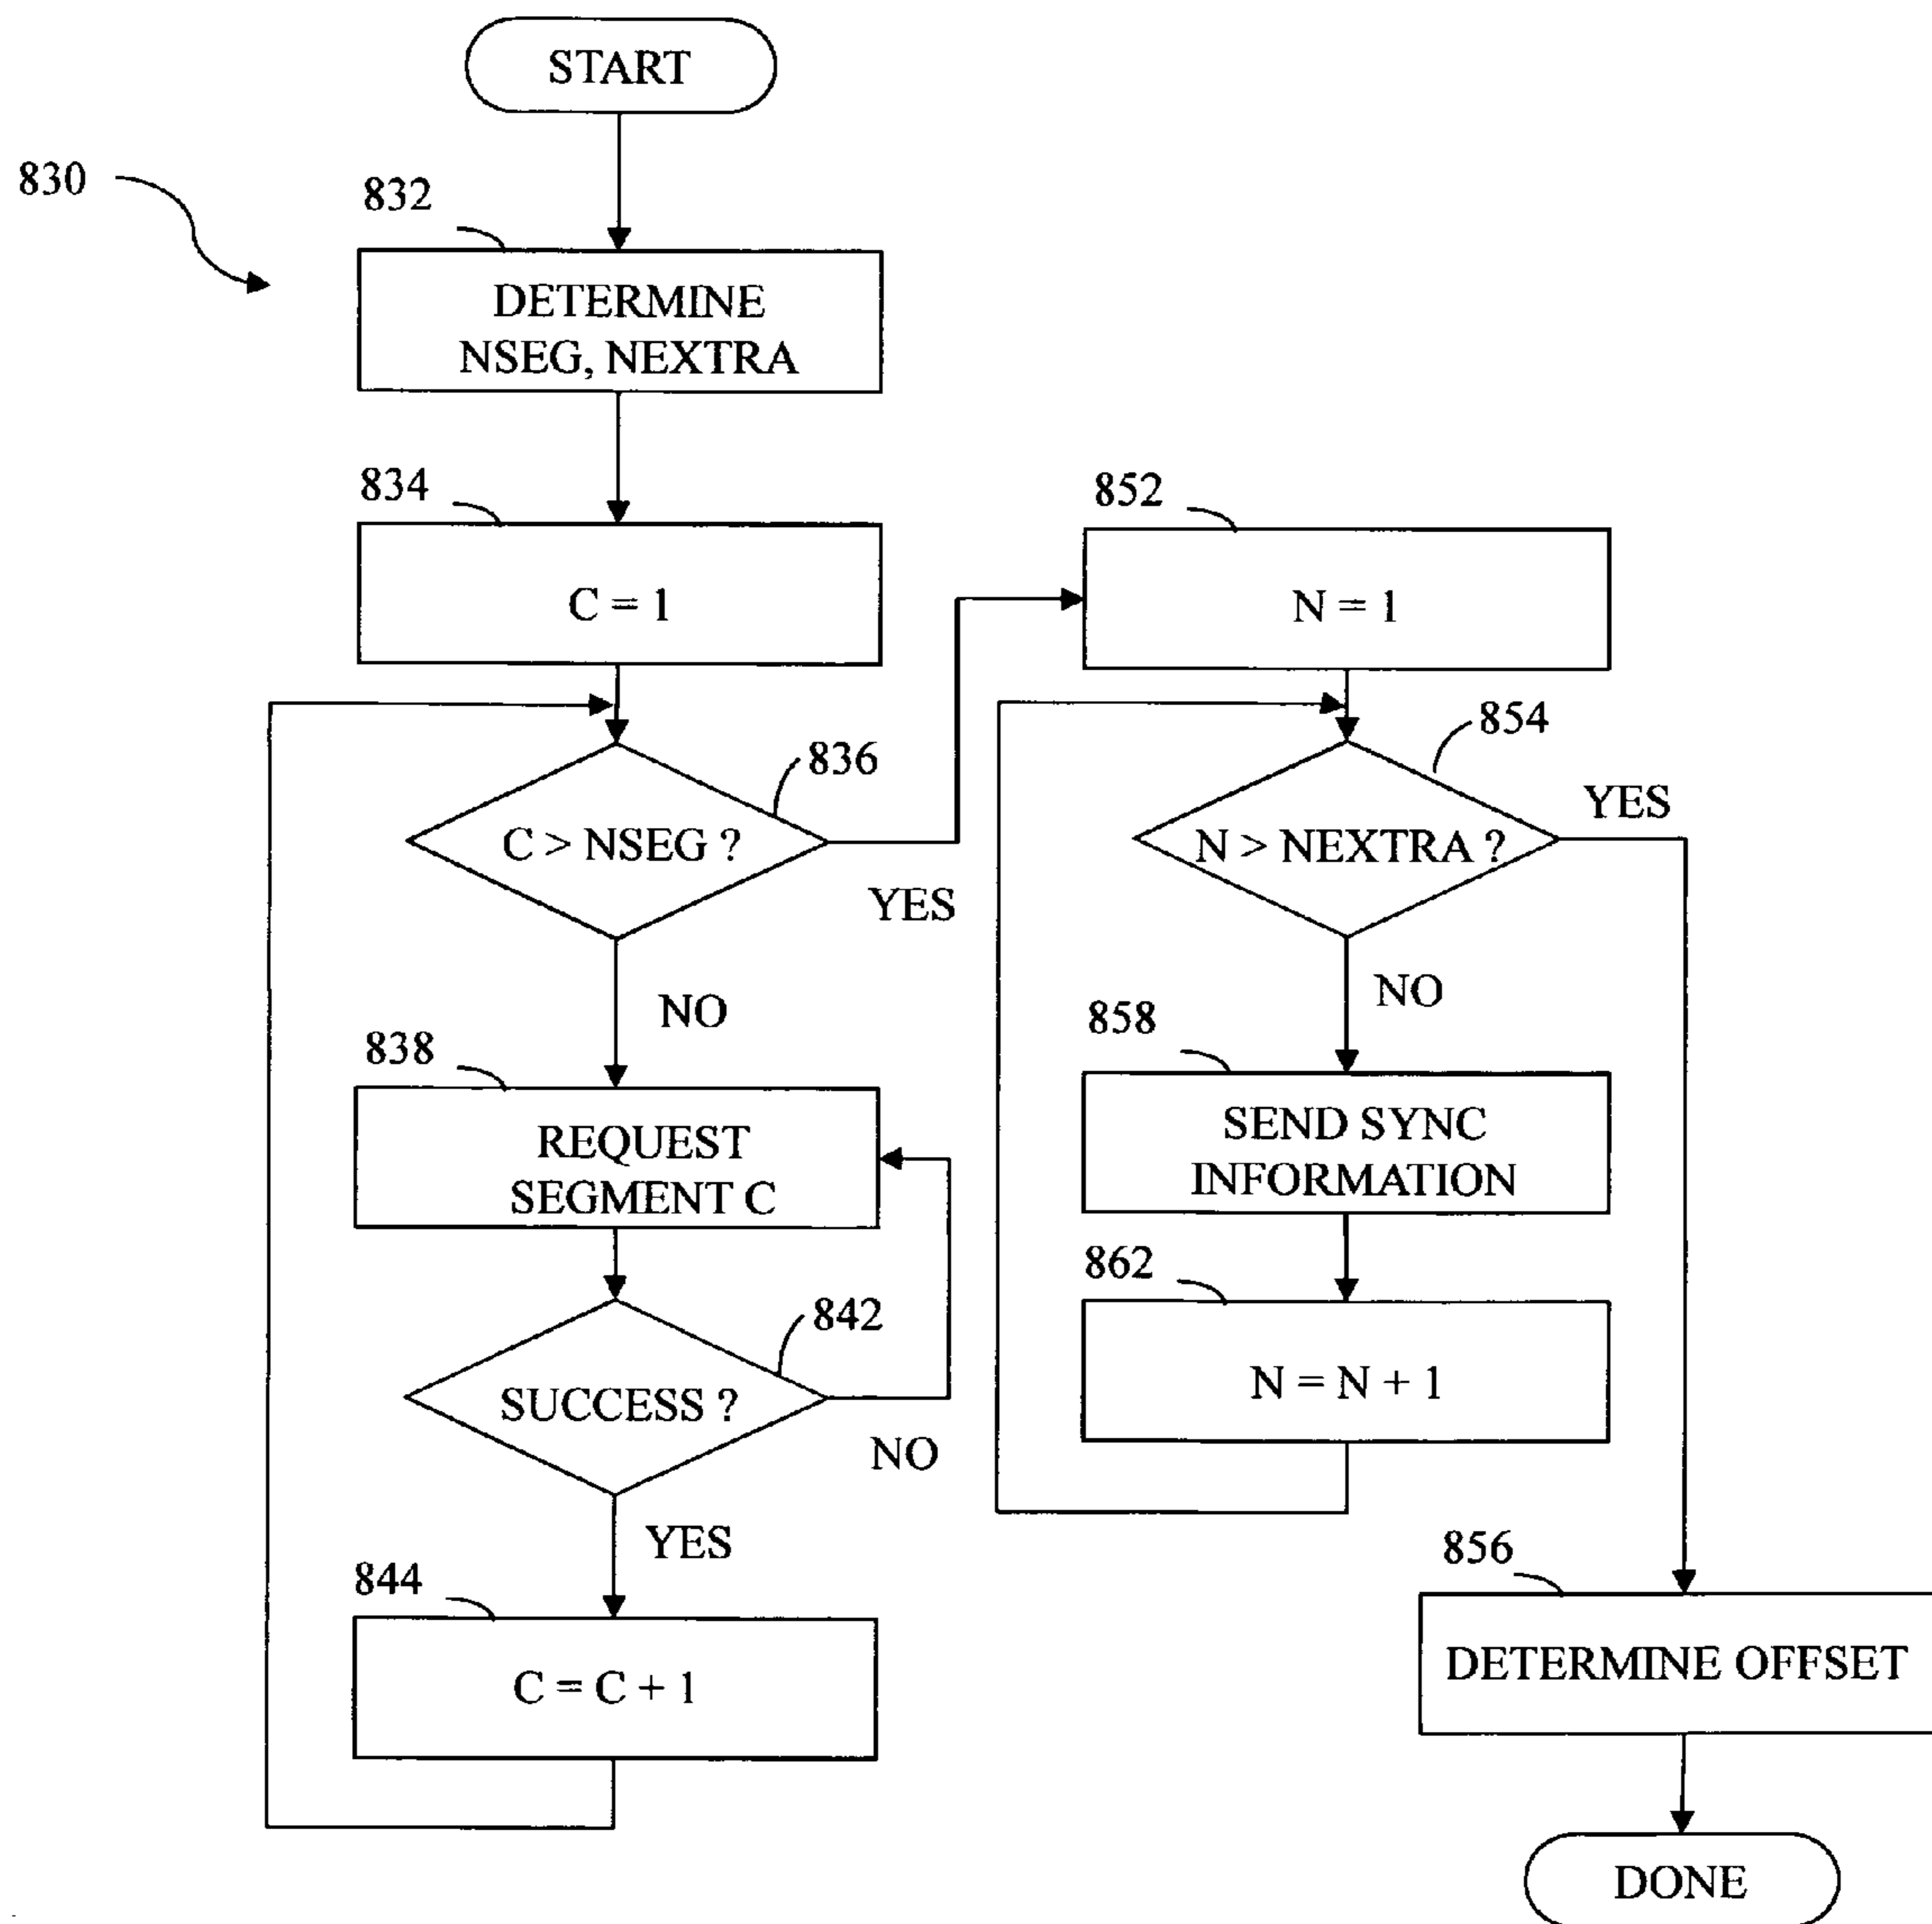 START
830
832
DETERMINE
NSEG, NEXTRA
834
C = 1
836
C > NSEG ?
YES
NO
838
REQUEST
SEGMENT C
842
SUCCESS ?
NO
YES
844
C = C + 1
852
N = 1
854
N > NEXTRA ?
YES
NO
858
SEND SYNC
INFORMATION
862
N = N + 1
856
DETERMINE OFFSET
DONE